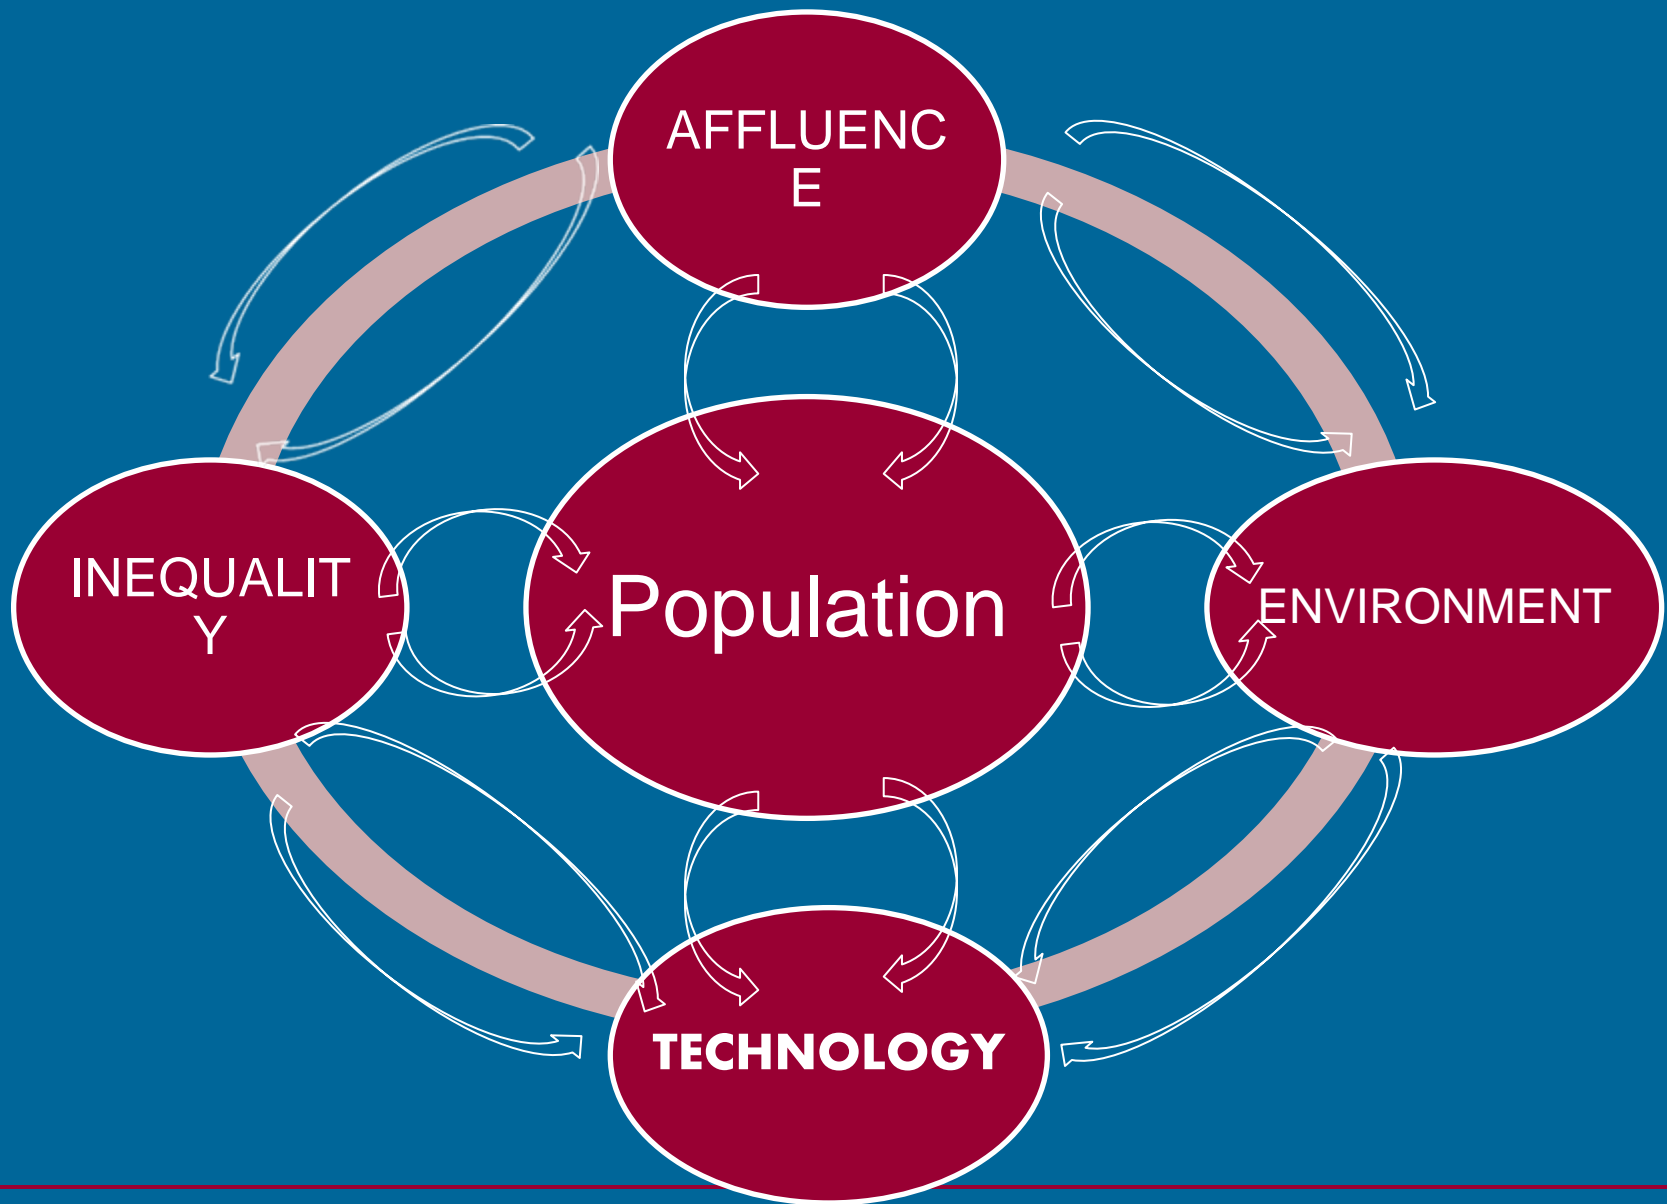 AFFLUENC
E
INEQUALIT
Y
Population
ENVIRONMENT
TECHNOLOGY